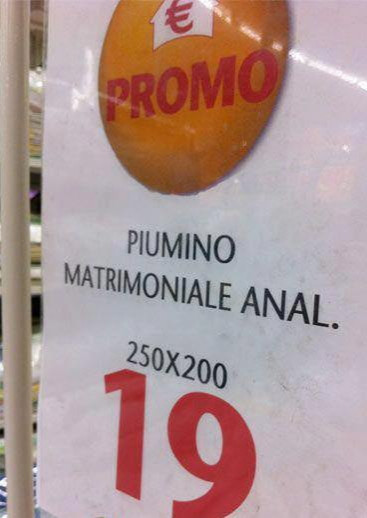 €
PROMO
PIUMINO
MATRIMONIALE ANAL.
250X200
19